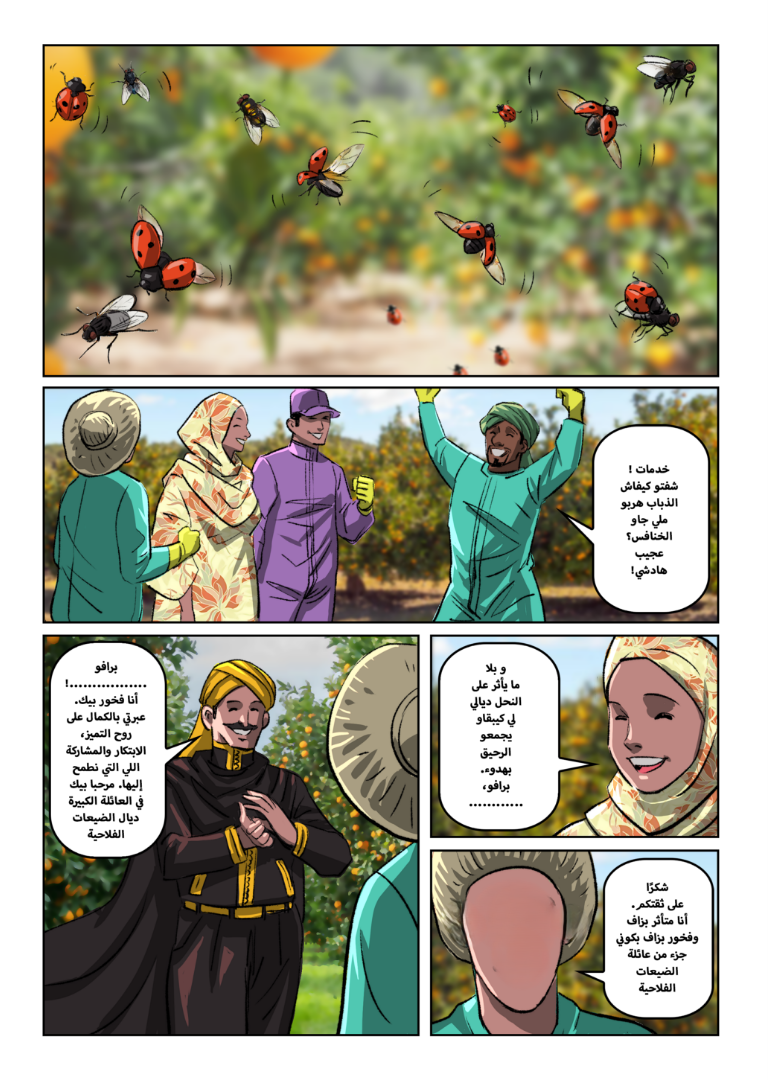 خدمات !
شفتو كيفاش
الذباب هربو
ملي جاو
الخنافس؟
عجيب
هادشي!
و بلا
ما يأثر على
النحل ديالي
لي كيبقاو
يجمعو
الرحيق
بهدوء.
برافو،
............
برافو
.................!
أنا فخور بيك.
عبرتي بالكمال على
روح التميز،
الابتكار والمشاركة
اللي التي نطمح
إليها. مرحبا بيك
في العائلة الكبيرة
ديال الضيعات
الفلاحية
شكرًا
على ثقتكم.
أنا متأثر بزاف
وفخور بزاف بكوني
جزء من عائلة
الضيعات
الفلاحية